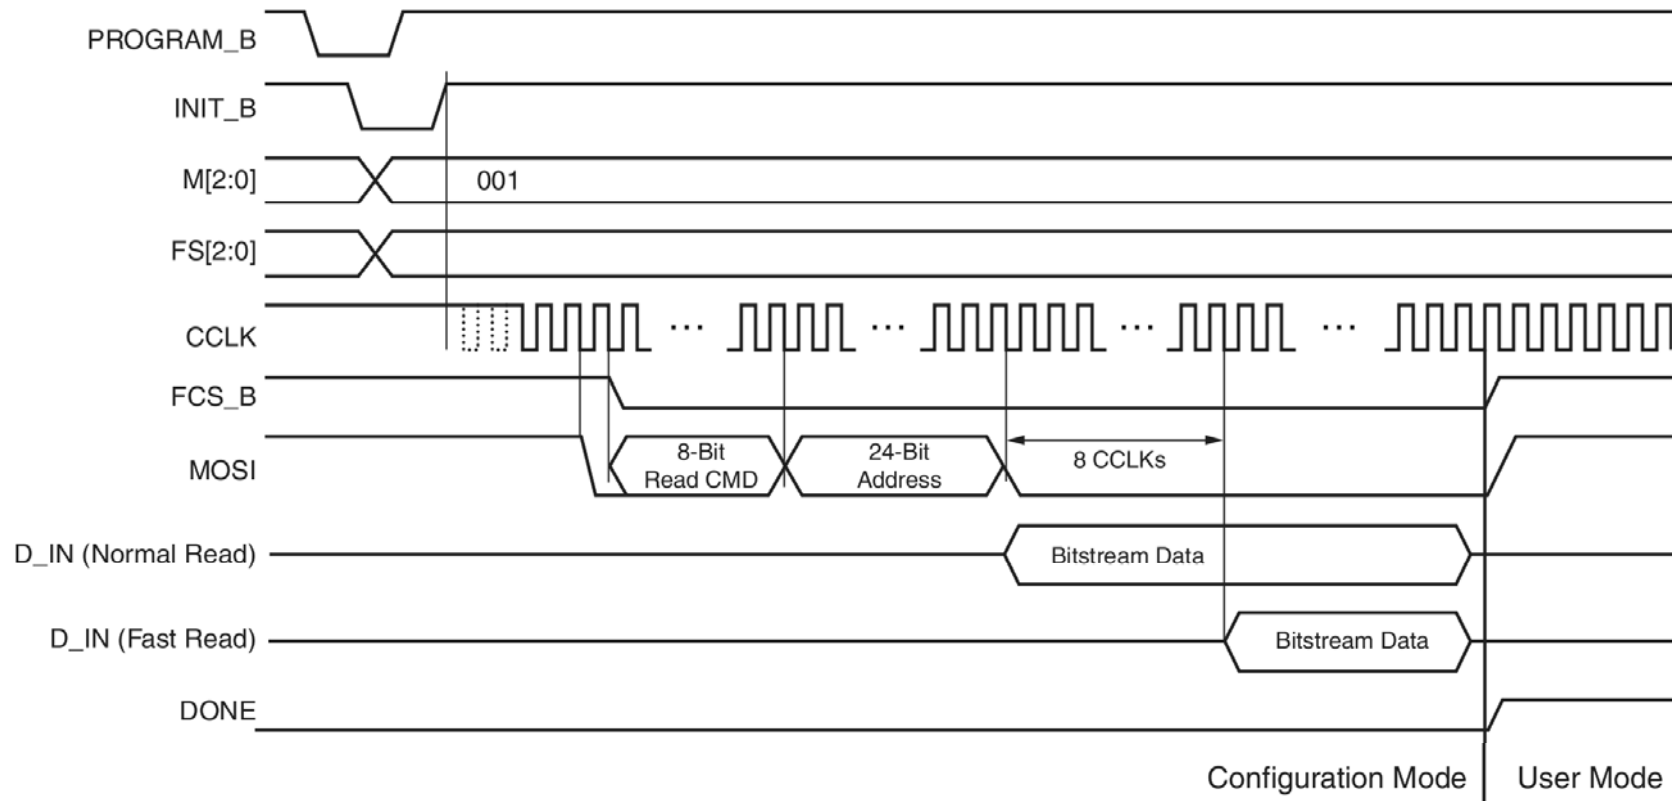 PROGRAM_B
INIT_B
M[2:0]
001
FS[2:0]
CCLK
... ... ... ...
FCS_B
MOSI
8-Bit
Read CMD
24-Bit
Address
8 CCLKs
D_IN (Normal Read)
Bitstream Data
D_IN (Fast Read)
Bitstream Data
DONE
Configuration Mode
User Mode